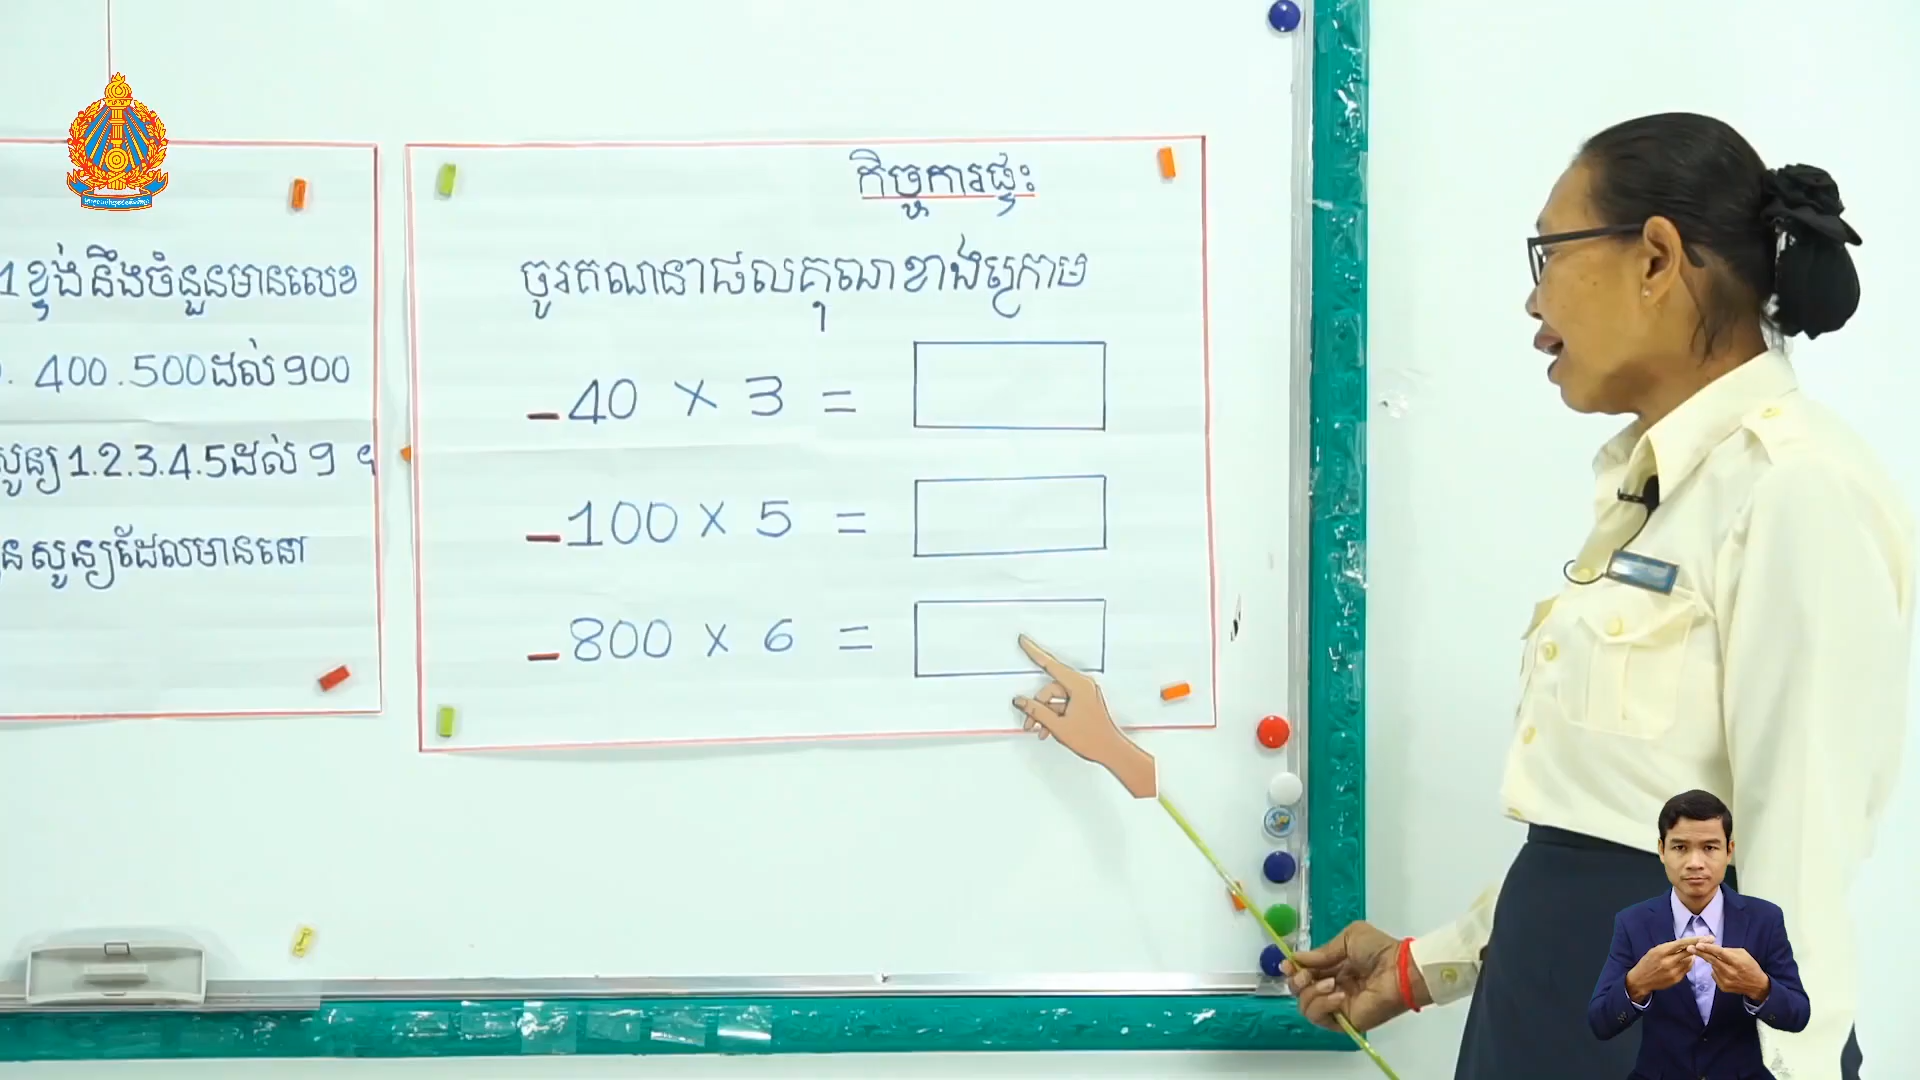 1 ខ្ទង់ នឹងចំនួនមានលេខ
. 400 . 500 ដល់ 900
សូន្យ 1.2.3.4.5 ដល់ 9
នសូន្យដែលមាននៅ
កិច្ចការផ្ទះ
ចូរគណនាផលគុណខាងក្រោម
- 40 × 3 =
- 100 × 5 =
- 800 × 6 =